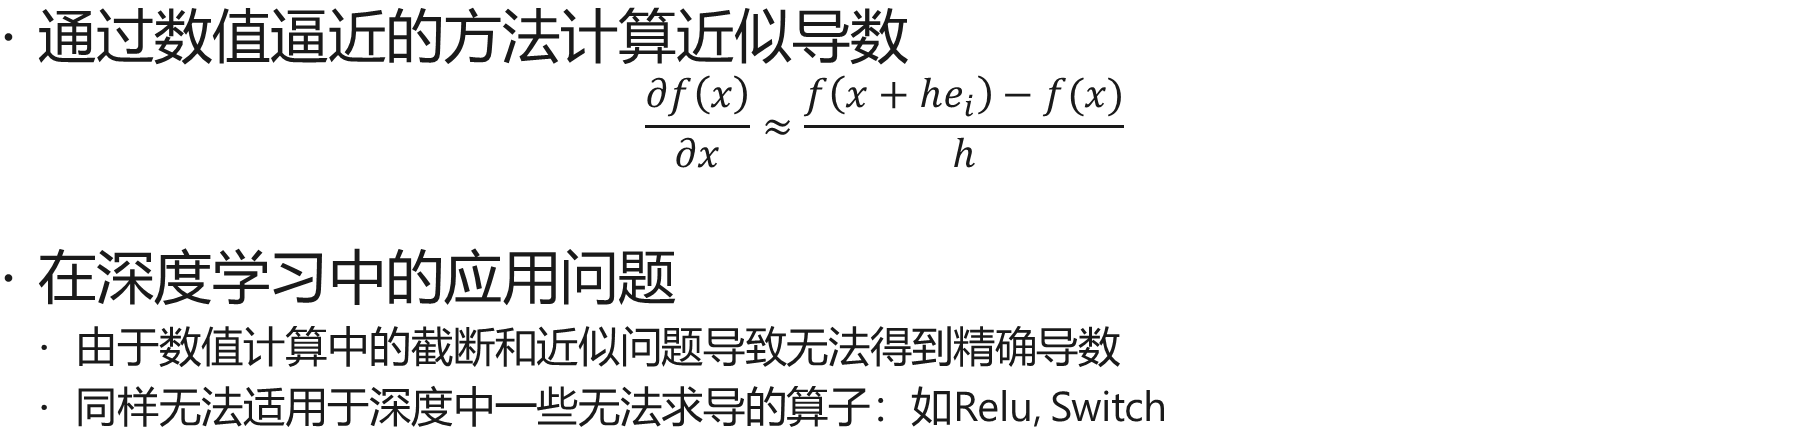 · 通过数值逼近的方法计算近似导数
∂f(x)/∂x ≈ (f(x + heᵢ) − f(x))/h
· 在深度学习中的应用问题
· 由于数值计算中的截断和近似问题导致无法得到精确导数
· 同样无法适用于深度中一些无法求导的算子：如Relu, Switch